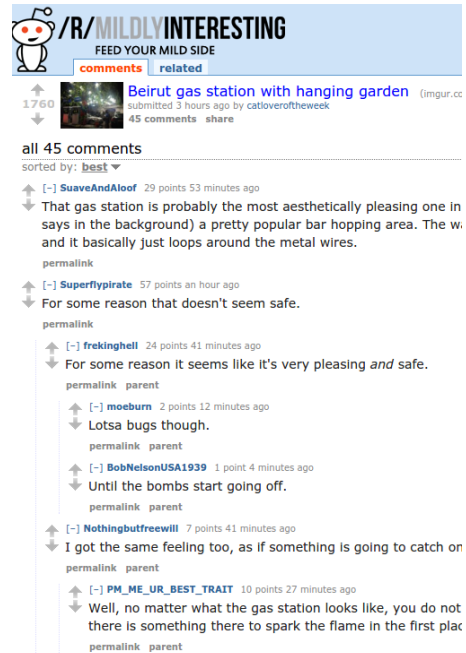 /R/MILDLYINTERESTING
FEED YOUR MILD SIDE
comments related
1760
Beirut gas station with hanging garden (imgur.co
submitted 3 hours ago by catloveroftheweek
45 comments share
all 45 comments
sorted by: best
[–] SuaveAndAloof 29 points 53 minutes ago
That gas station is probably the most aesthetically pleasing one in
says in the background) a pretty popular bar hopping area. The wa
and it basically just loops around the metal wires.
permalink
[–] Superflypirate 57 points an hour ago
For some reason that doesn't seem safe.
permalink
[–] frekinghell 24 points 41 minutes ago
For some reason it seems like it's very pleasing and safe.
permalink parent
[–] moeburn 2 points 12 minutes ago
Lotsa bugs though.
permalink parent
[–] BobNelsonUSA1939 1 point 4 minutes ago
Until the bombs start going off.
permalink parent
[–] Nothingbutfreewill 7 points 41 minutes ago
I got the same feeling too, as if something is going to catch on
permalink parent
[–] PM_ME_UR_BEST_TRAIT 10 points 27 minutes ago
Well, no matter what the gas station looks like, you do not
there is something there to spark the flame in the first plac
permalink parent